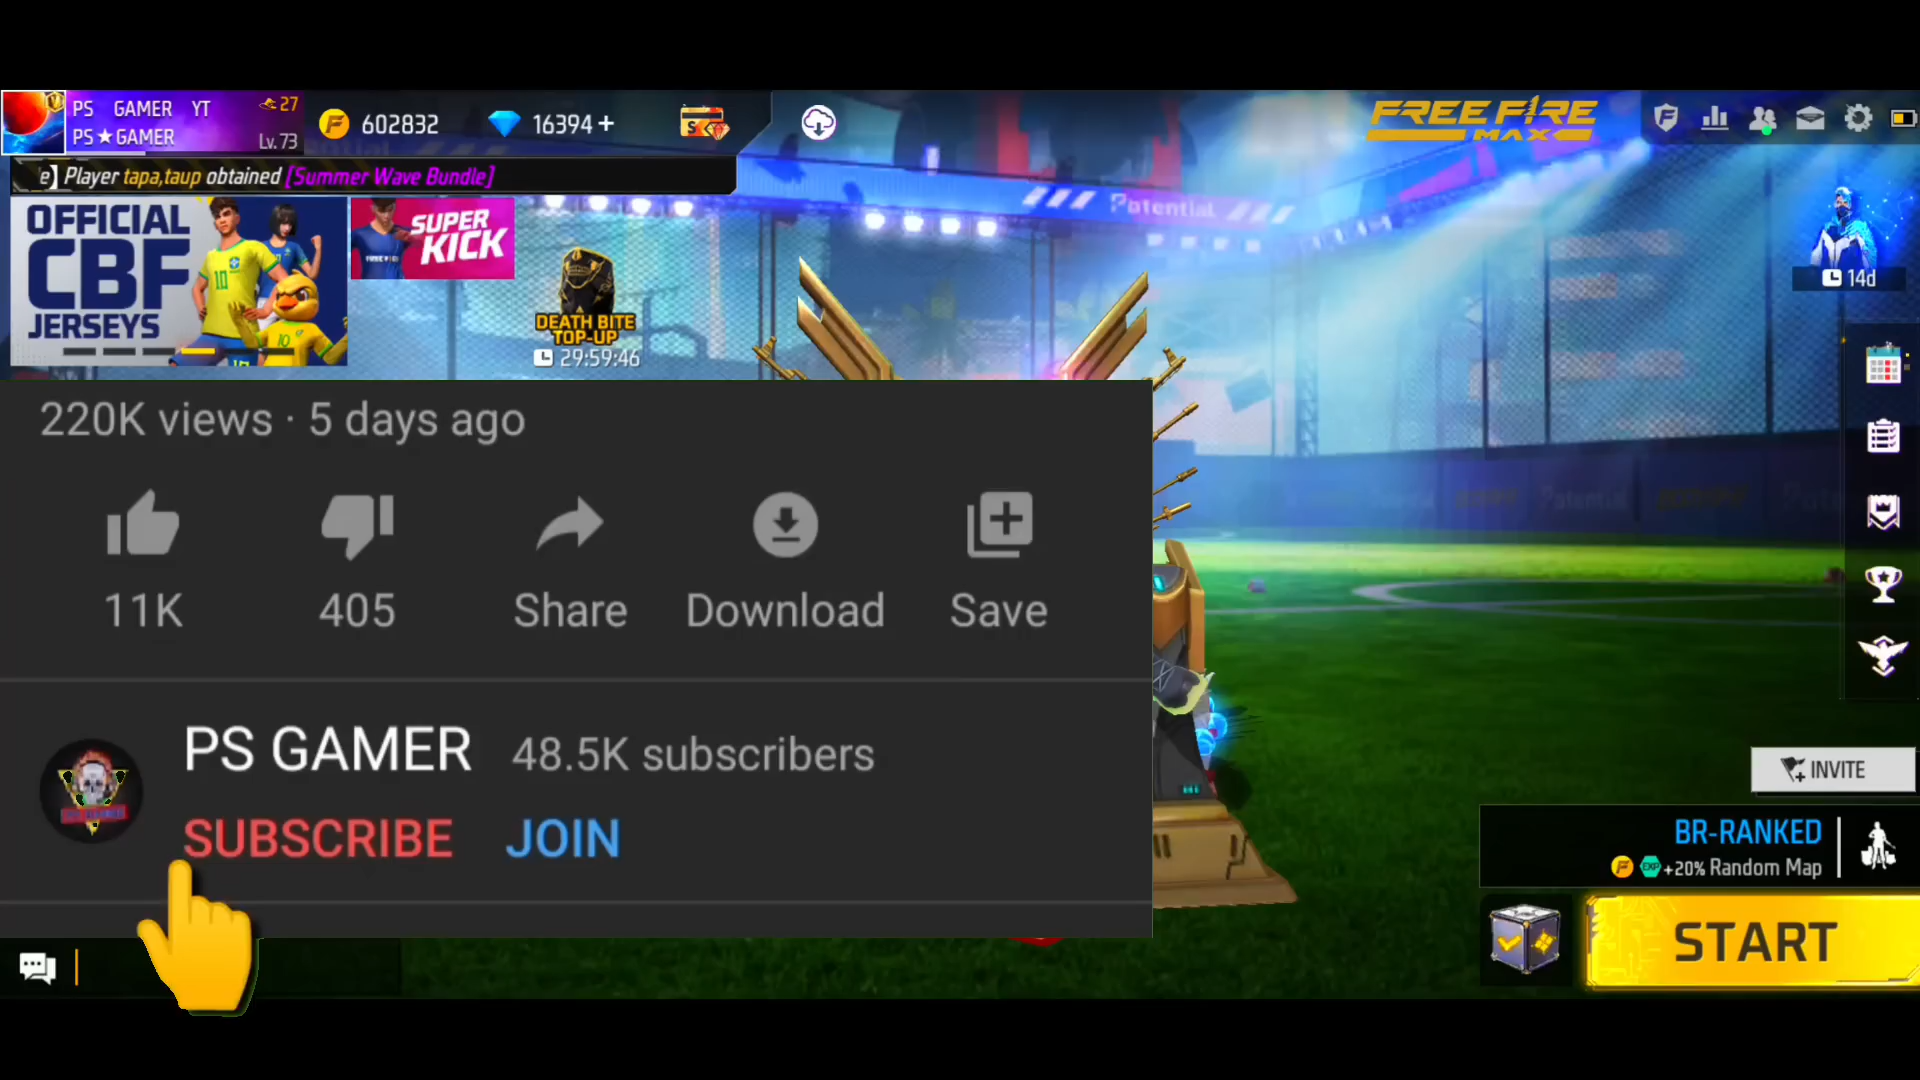 PS GAMER YT
27
PS★GAMER
Lv. 73
602832
16394 +
FREE FIRE
MAX
e] Player tapa,taup obtained [Summer Wave Bundle]
OFFICIAL
CBF
JERSEYS
SUPER
KICK
DEATH BITE
TOP-UP
29:59:46
Potential
14d
220K views · 5 days ago
11K
405
Share
Download
Save
PS GAMER 48.5K subscribers
SUBSCRIBE JOIN
INVITE
BR-RANKED
EXP +20% Random Map
START